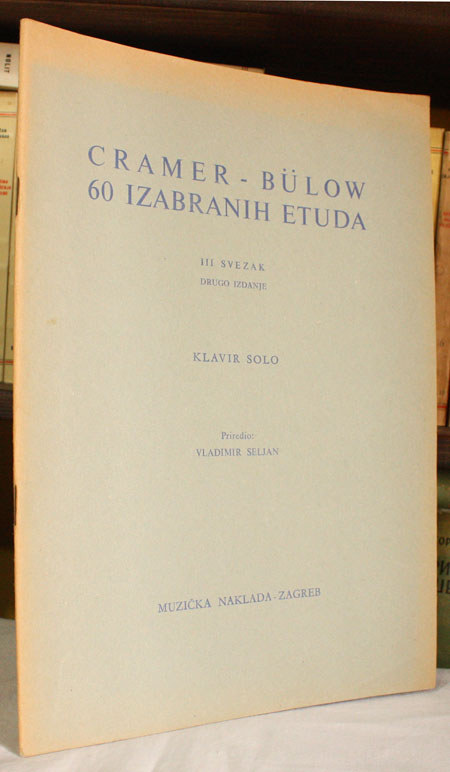 CRAMER - BÜLOW
60 IZABRANIH ETUDA
III SVEZAK
DRUGO IZDANJE
KLAVIR SOLO
Priredio:
VLADIMIR SELJAN
MUZIČKA NAKLADA - ZAGREB